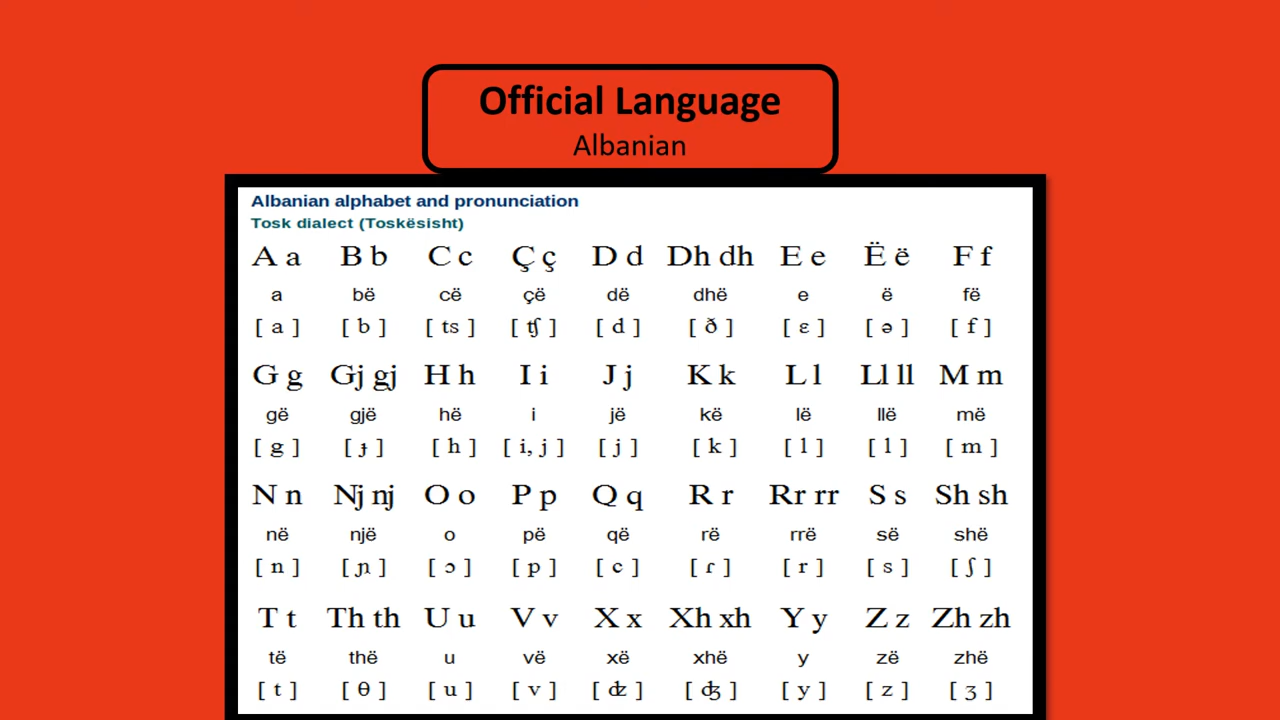 Official Language
Albanian
Albanian alphabet and pronunciation
Tosk dialect (Toskësisht)
A a B b C c Ç ç D d Dh dh E e Ë ë F f
a bë cë çë dë dhë e ë fë
[ a ] [ b ] [ ts ] [ ʧ ] [ d ] [ ð ] [ ɛ ] [ ə ] [ f ]
G g Gj gj H h I i J j K k L l Ll ll M m
gë gjë hë i jë kë lë llë më
[ g ] [ ɟ ] [ h ] [ i, j ] [ j ] [ k ] [ l ] [ l ] [ m ]
N n Nj nj O o P p Q q R r Rr rr S s Sh sh
në një o pë që rë rrë së shë
[ n ] [ ɲ ] [ ɔ ] [ p ] [ c ] [ ɾ ] [ r ] [ s ] [ ʃ ]
T t Th th U u V v X x Xh xh Y y Z z Zh zh
të thë u vë xë xhë y zë zhë
[ t ] [ θ ] [ u ] [ v ] [ ʣ ] [ ʤ ] [ y ] [ z ] [ ʒ ]